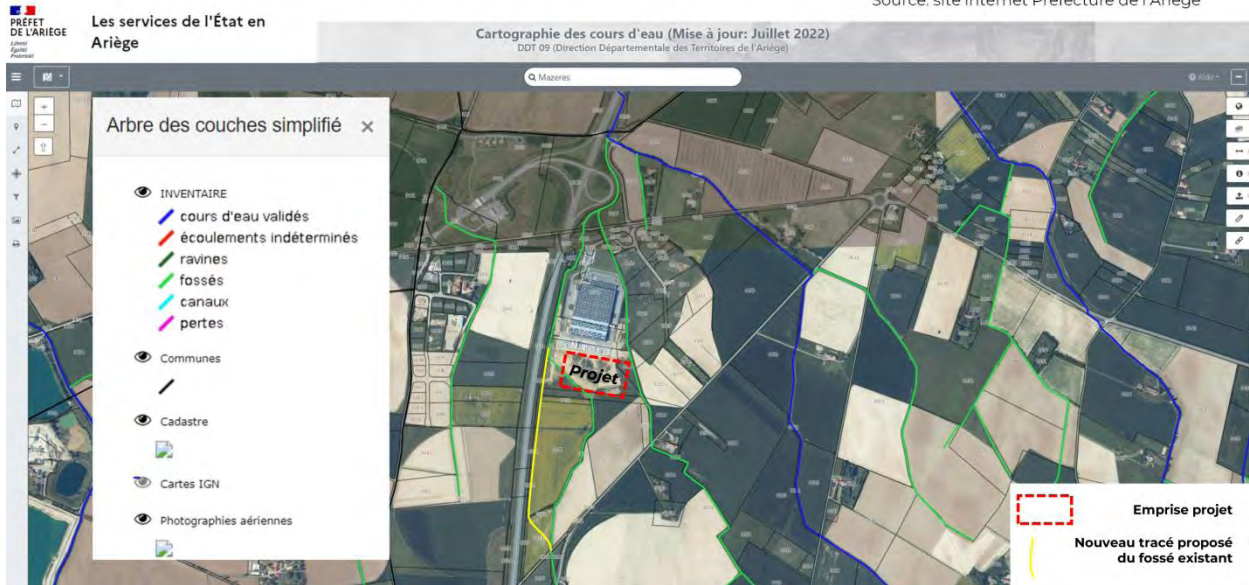 Source: site internet Préfecture de l'Ariège
PRÉFET
DE L'ARIÈGE
Liberté
Égalité
Fraternité
Les services de l'État en
Ariège
Cartographie des cours d'eau (Mise à jour: Juillet 2022)
DDT 09 (Direction Départementale des Territoires de l'Ariège)
Mazeres
Aide
Arbre des couches simplifié
INVENTAIRE
cours d'eau validés
écoulements indéterminés
ravines
fossés
canaux
pertes
Communes
Cadastre
Cartes IGN
Photographies aériennes
Projet
Emprise projet
Nouveau tracé proposé
du fossé existant